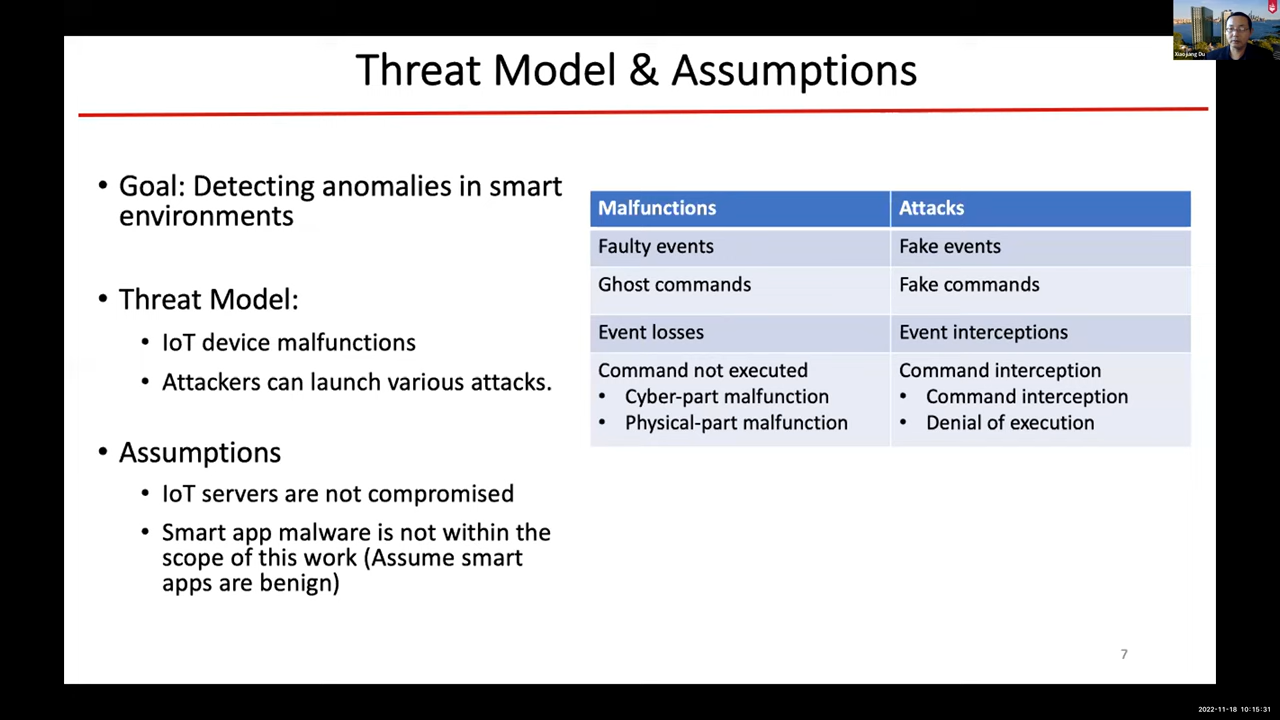 Threat Model & Assumptions
• Goal: Detecting anomalies in smart
environments
• Threat Model:
• IoT device malfunctions
• Attackers can launch various attacks.
• Assumptions
• IoT servers are not compromised
• Smart app malware is not within the
scope of this work (Assume smart
apps are benign)
Malfunctions Attacks
Faulty events Fake events
Ghost commands Fake commands
Event losses Event interceptions
Command not executed Command interception
• Cyber-part malfunction • Command interception
• Physical-part malfunction • Denial of execution
7
Xiaojiang Du
2022-11-18 10:15:31